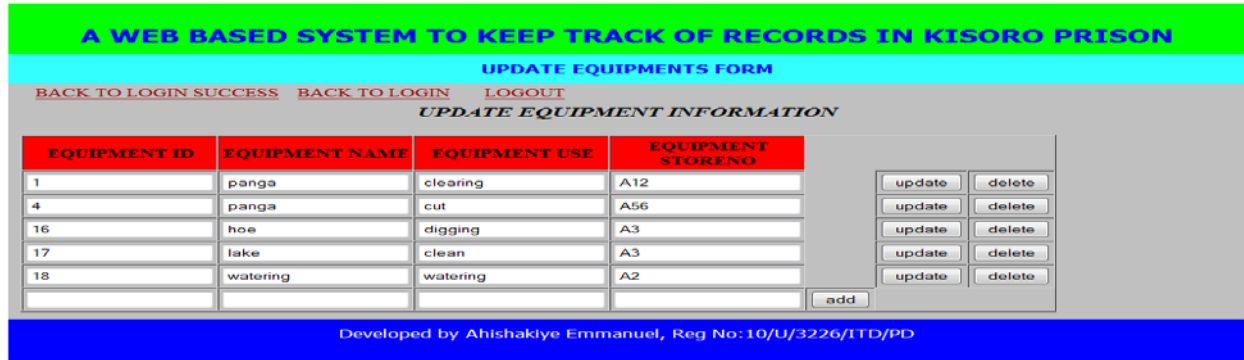 A WEB BASED SYSTEM TO KEEP TRACK OF RECORDS IN KISORO PRISON
UPDATE EQUIPMENTS FORM
BACK TO LOGIN SUCCESS BACK TO LOGIN LOGOUT
UPDATE EQUIPMENT INFORMATION
EQUIPMENT ID EQUIPMENT NAME EQUIPMENT USE EQUIPMENT STORENO
1 panga clearing A12 update delete
4 panga cut A56 update delete
16 hoe digging A3 update delete
17 lake clean A3 update delete
18 watering watering A2 update delete
add
Developed by Ahishakiye Emmanuel, Reg No:10/U/3226/ITD/PD